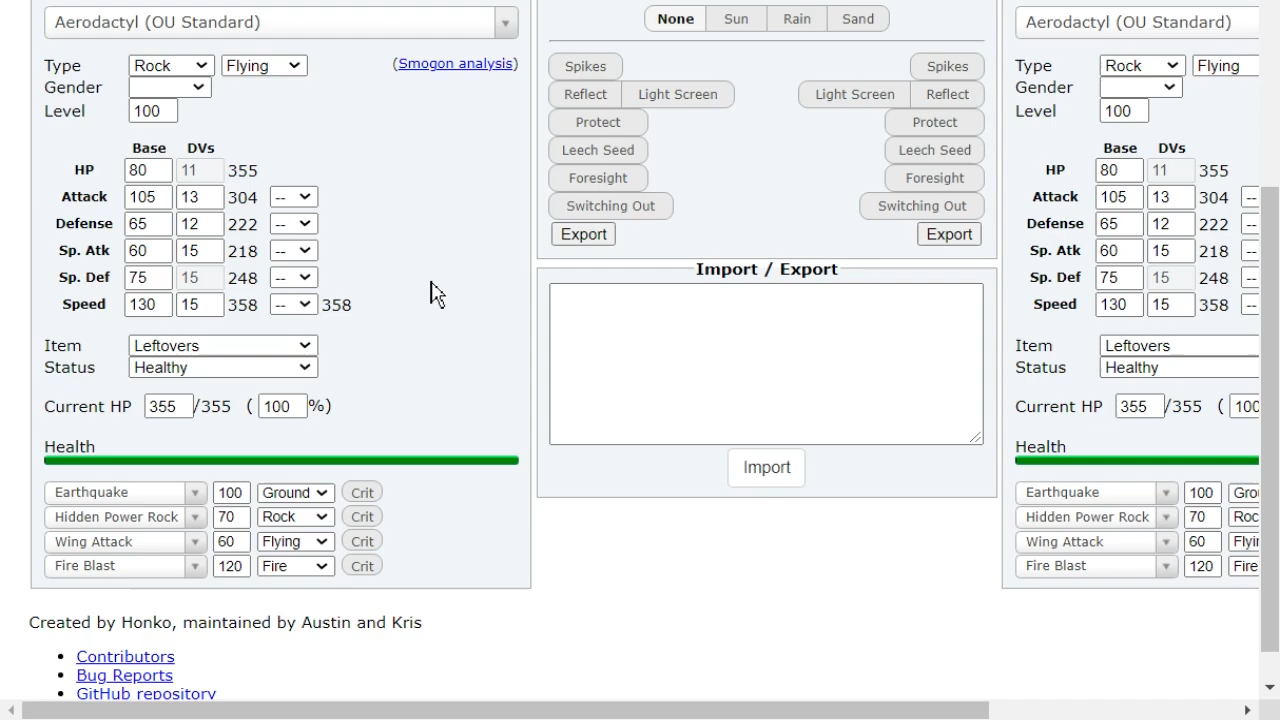 Aerodactyl (OU Standard)
Type Rock Flying (Smogon analysis)
Gender
Level 100
Base DVs
HP 80 11 355
Attack 105 13 304 --
Defense 65 12 222 --
Sp. Atk 60 15 218 --
Sp. Def 75 15 248 --
Speed 130 15 358 -- 358
Item Leftovers
Status Healthy
Current HP 355 /355 ( 100 %)
Health
Earthquake 100 Ground Crit
Hidden Power Rock 70 Rock Crit
Wing Attack 60 Flying Crit
Fire Blast 120 Fire Crit
None Sun Rain Sand
Spikes Spikes
Reflect Light Screen Light Screen Reflect
Protect Protect
Leech Seed Leech Seed
Foresight Foresight
Switching Out Switching Out
Export Export
Import / Export
Import
Aerodactyl (OU Standard)
Type Rock Flying
Gender
Level 100
Base DVs
HP 80 11 355
Attack 105 13 304 --
Defense 65 12 222 --
Sp. Atk 60 15 218 --
Sp. Def 75 15 248 --
Speed 130 15 358 --
Item Leftovers
Status Healthy
Current HP 355 /355 ( 100
Health
Earthquake 100 Grou
Hidden Power Rock 70 Roc
Wing Attack 60 Flyin
Fire Blast 120 Fire
Created by Honko, maintained by Austin and Kris
• Contributors
• Bug Reports
• GitHub repository